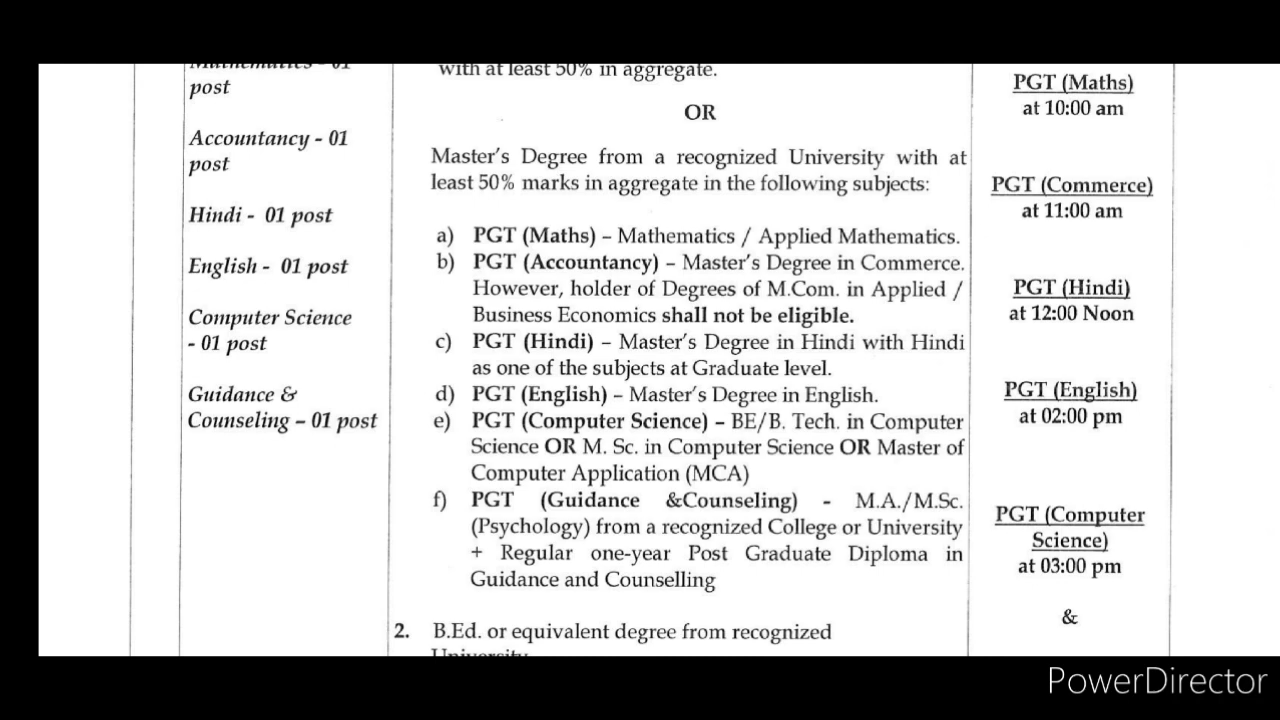 Mathematics - 01
post
Accountancy - 01
post
Hindi - 01 post
English - 01 post
Computer Science
- 01 post
Guidance &
Counseling – 01 post
with at least 50% in aggregate.
OR
Master's Degree from a recognized University with at
least 50% marks in aggregate in the following subjects:
a) PGT (Maths) – Mathematics / Applied Mathematics.
b) PGT (Accountancy) – Master's Degree in Commerce.
However, holder of Degrees of M.Com. in Applied /
Business Economics shall not be eligible.
c) PGT (Hindi) – Master's Degree in Hindi with Hindi
as one of the subjects at Graduate level.
d) PGT (English) – Master's Degree in English.
e) PGT (Computer Science) – BE/B. Tech. in Computer
Science OR M. Sc. in Computer Science OR Master of
Computer Application (MCA)
f) PGT (Guidance &Counseling) - M.A./M.Sc.
(Psychology) from a recognized College or University
+ Regular one-year Post Graduate Diploma in
Guidance and Counselling
2. B.Ed. or equivalent degree from recognized
University
PGT (Maths)
at 10:00 am
PGT (Commerce)
at 11:00 am
PGT (Hindi)
at 12:00 Noon
PGT (English)
at 02:00 pm
PGT (Computer
Science)
at 03:00 pm
&
PowerDirector